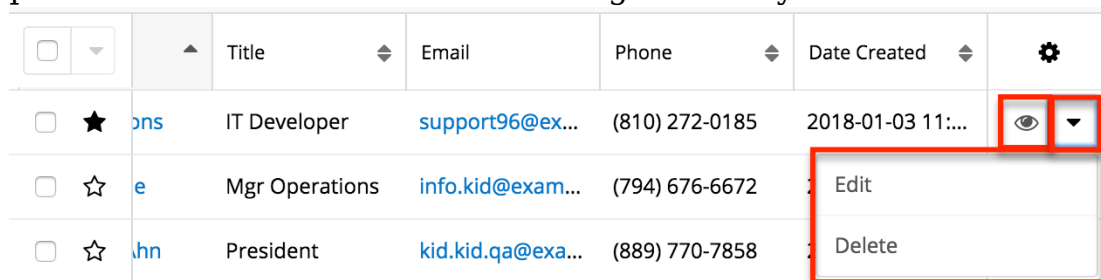 Title Email Phone Date Created
ons IT Developer support96@ex... (810) 272-0185 2018-01-03 11:...
e Mgr Operations info.kid@exam... (794) 676-6672
Edit
Ahn President kid.kid.qa@exa... (889) 770-7858
Delete